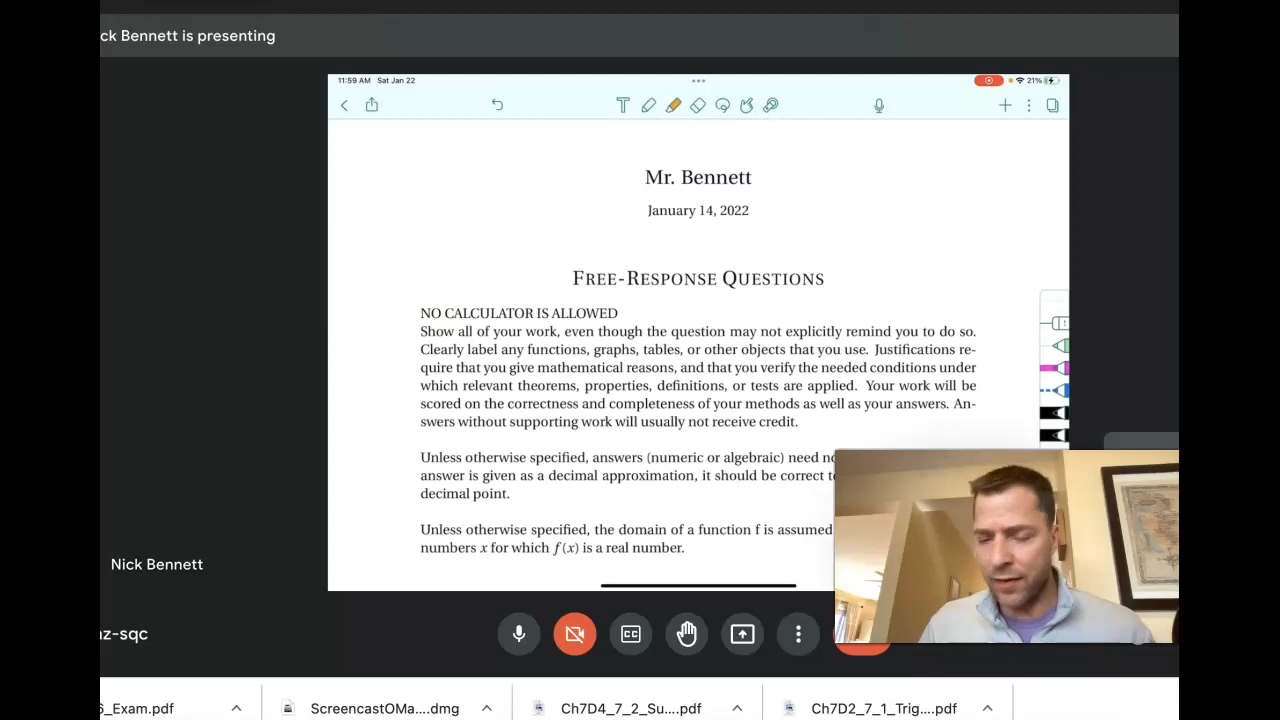 ck Bennett is presenting
11:59 AM Sat Jan 22
21%
Mr. Bennett
January 14, 2022
FREE-RESPONSE QUESTIONS
NO CALCULATOR IS ALLOWED
Show all of your work, even though the question may not explicitly remind you to do so.
Clearly label any functions, graphs, tables, or other objects that you use. Justifications re-
quire that you give mathematical reasons, and that you verify the needed conditions under
which relevant theorems, properties, definitions, or tests are applied. Your work will be
scored on the correctness and completeness of your methods as well as your answers. An-
swers without supporting work will usually not receive credit.
Unless otherwise specified, answers (numeric or algebraic) need no
answer is given as a decimal approximation, it should be correct t
decimal point.
Unless otherwise specified, the domain of a function f is assumed
numbers x for which f(x) is a real number.
Nick Bennett
z-sqc
CC
6_Exam.pdf
ScreencastOMa....dmg
Ch7D4_7_2_Su....pdf
Ch7D2_7_1_Trig....pdf